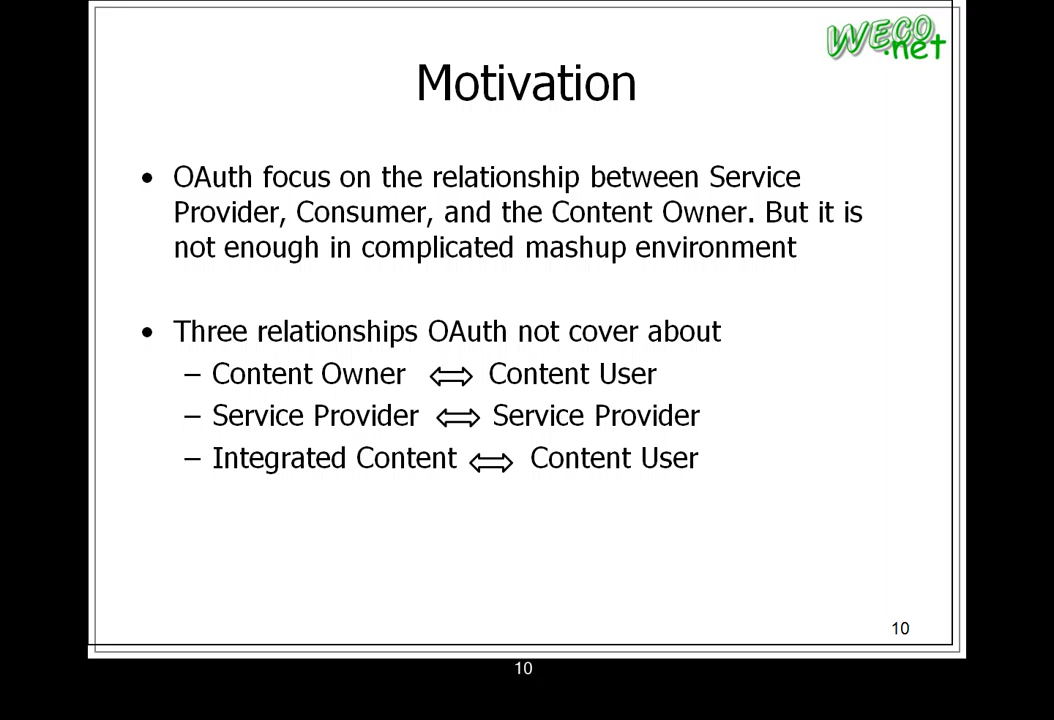 WECO
.net
Motivation
• OAuth focus on the relationship between Service
Provider, Consumer, and the Content Owner. But it is
not enough in complicated mashup environment
• Three relationships OAuth not cover about
– Content Owner ⇔ Content User
– Service Provider ⇔ Service Provider
– Integrated Content ⇔ Content User
10
10